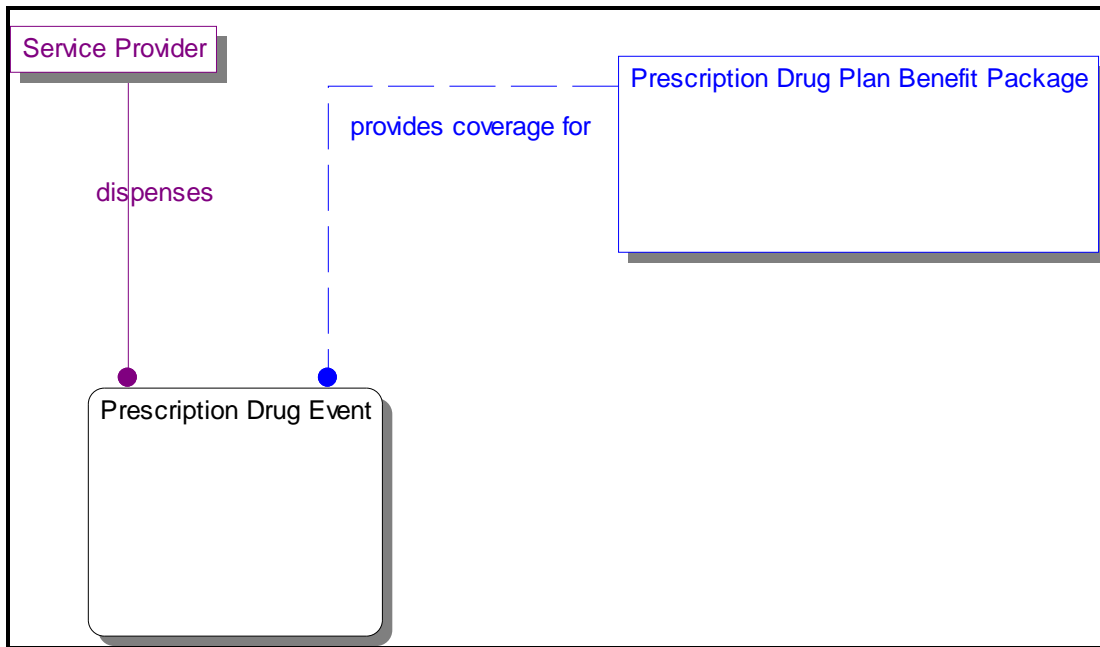 Service Provider
Prescription Drug Plan Benefit Package
provides coverage for
dispenses
Prescription Drug Event